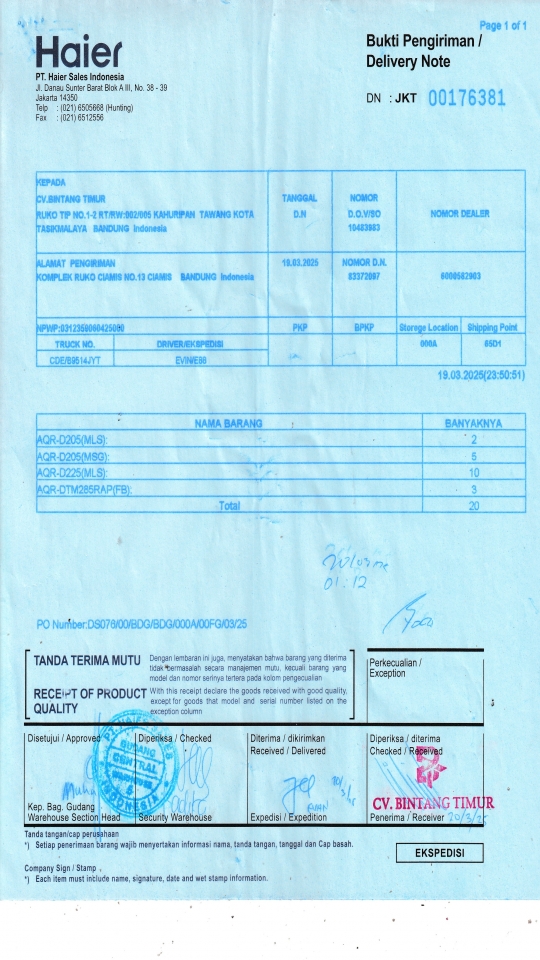 Page 1 of 1
Haier
PT. Haier Sales Indonesia
Jl. Danau Sunter Barat Blok A III, No. 38 - 39
Jakarta 14350
Telp : (021) 6505668 (Hunting)
Fax : (021) 6512556
Bukti Pengiriman /
Delivery Note
DN : JKT 00176381
KEPADA
CV.BINTANG TIMUR
RUKO TIP NO.1-2 RT/RW:002/005 KAHURIPAN TAWANG KOTA
TASIKMALAYA BANDUNG Indonesia
TANGGAL
D.N
NOMOR
D.O.V/SO
NOMOR DEALER
ALAMAT PENGIRIMAN
KOMPLEK RUKO CIAMIS NO.13 CIAMIS BANDUNG Indonesia
19.03.2025
NOMOR D.N.
83372097
PKP
BPKP
Storage Location
Shipping Point
TRUCK NO.
DRIVER/EKSPEDISI
000A
85D1
CDE/B9514JYT
19.03.2025(23:50:51)
NAMA BARANG
BANYAKNYA
AQR-D205(MLS): 2
AQR-D205(MSG): 5
AQR-D225(MLS): 10
AQR-DTM285RAP(FB): 3
Total 20
01:12
PO Number:DS076/00/BDG/BDG/000A/00FG/03/25
TANDA TERIMA MUTU
Dengan lembaran ini juga, menyatakan bahwa barang yang diterima
tidak bermasalah secara manajemen mutu, kecuali barang yang
model dan nomor serinya tertera pada kolom pengecualian
RECEIPT OF PRODUCT
QUALITY
With this receipt declare the goods received with good quality,
except for goods that model and serial number listed on the
exception column
Perkecualian /
Exception
Disetujui / Approved
Diperiksa / Checked
Diterima / dikirimkan
Received / Delivered
Diperiksa / diterima
Checked / Received
GUDANG
CENTRAL
INDONESIA
CV. BINTANG TIMUR
Kep. Bag. Gudang
Warehouse Section Head
Security Warehouse
Expedisi / Expedition
Penerima / Receiver
20/3/25
Tanda tangan/cap perusahaan
*) Setiap penerimaan barang wajib menyertakan informasi nama, tanda tangan, tanggal dan Cap basah.
EKSPEDISI
Company Sign / Stamp
*) Each item must include name, signature, date and wet stamp information.